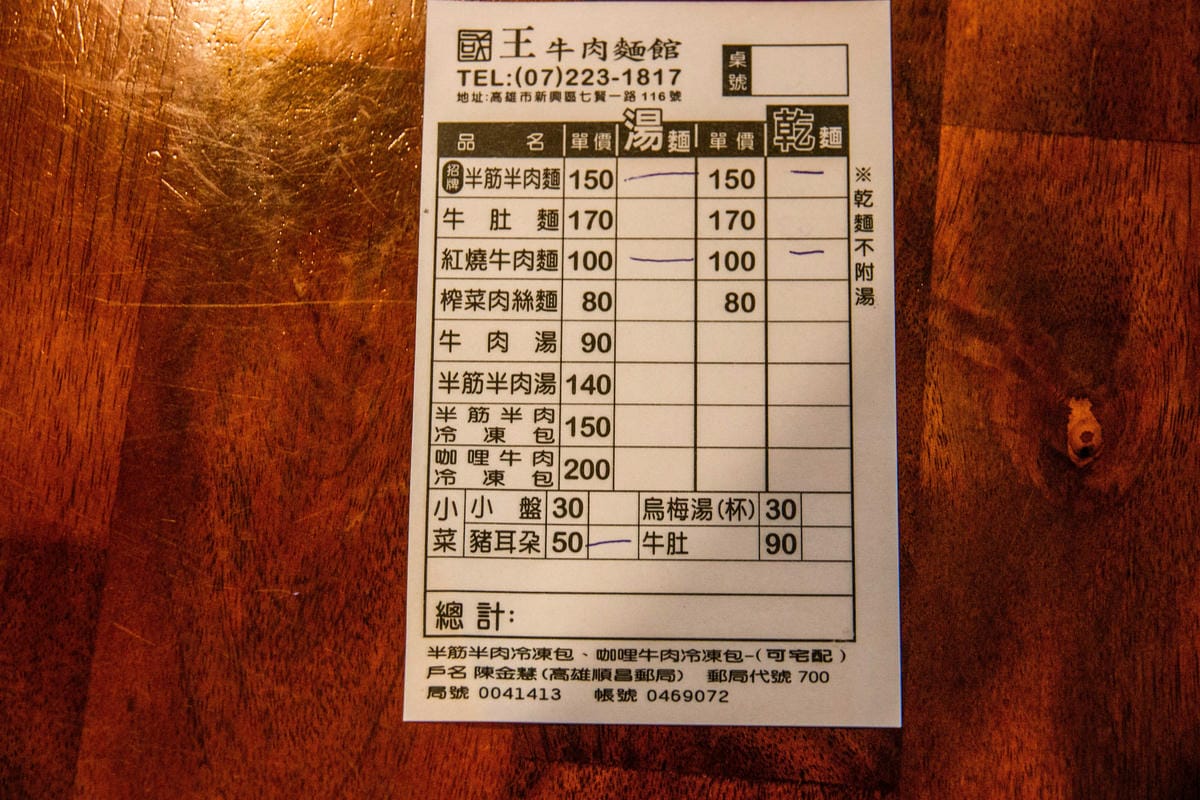 國王牛肉麵館
TEL:(07)223-1817
地址:高雄市新興區七賢一路116號
桌號
品名 單價 湯麵 單價 乾麵
招牌 半筋半肉麵 150 150
牛肚麵 170 170
紅燒牛肉麵 100 100
榨菜肉絲麵 80 80
牛肉湯 90
半筋半肉湯 140
半筋半肉
冷凍包 150
咖哩牛肉
冷凍包 200
小菜 小盤 30 烏梅湯(杯) 30
豬耳朵 50 牛肚 90
總計:
※乾麵不附湯
半筋半肉冷凍包、咖哩牛肉冷凍包-(可宅配)
戶名 陳金慧(高雄順昌郵局) 郵局代號 700
局號 0041413 帳號 0469072